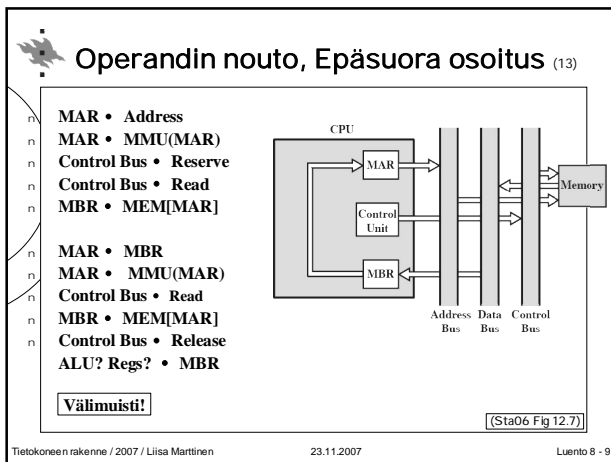 Operandin nouto, Epäsuora osoitus (13)
n MAR • Address
n MAR • MMU(MAR)
n Control Bus • Reserve
n Control Bus • Read
n MBR • MEM[MAR]
n MAR • MBR
n MAR • MMU(MAR)
n Control Bus • Read
n MBR • MEM[MAR]
n Control Bus • Release
ALU? Regs? • MBR
Välimuisti!
CPU
MAR
Control
Unit
MBR
Memory
Address Data Control
Bus Bus Bus
(Sta06 Fig 12.7)
Tietokoneen rakenne / 2007 / Liisa Marttinen 23.11.2007 Luento 8 - 9